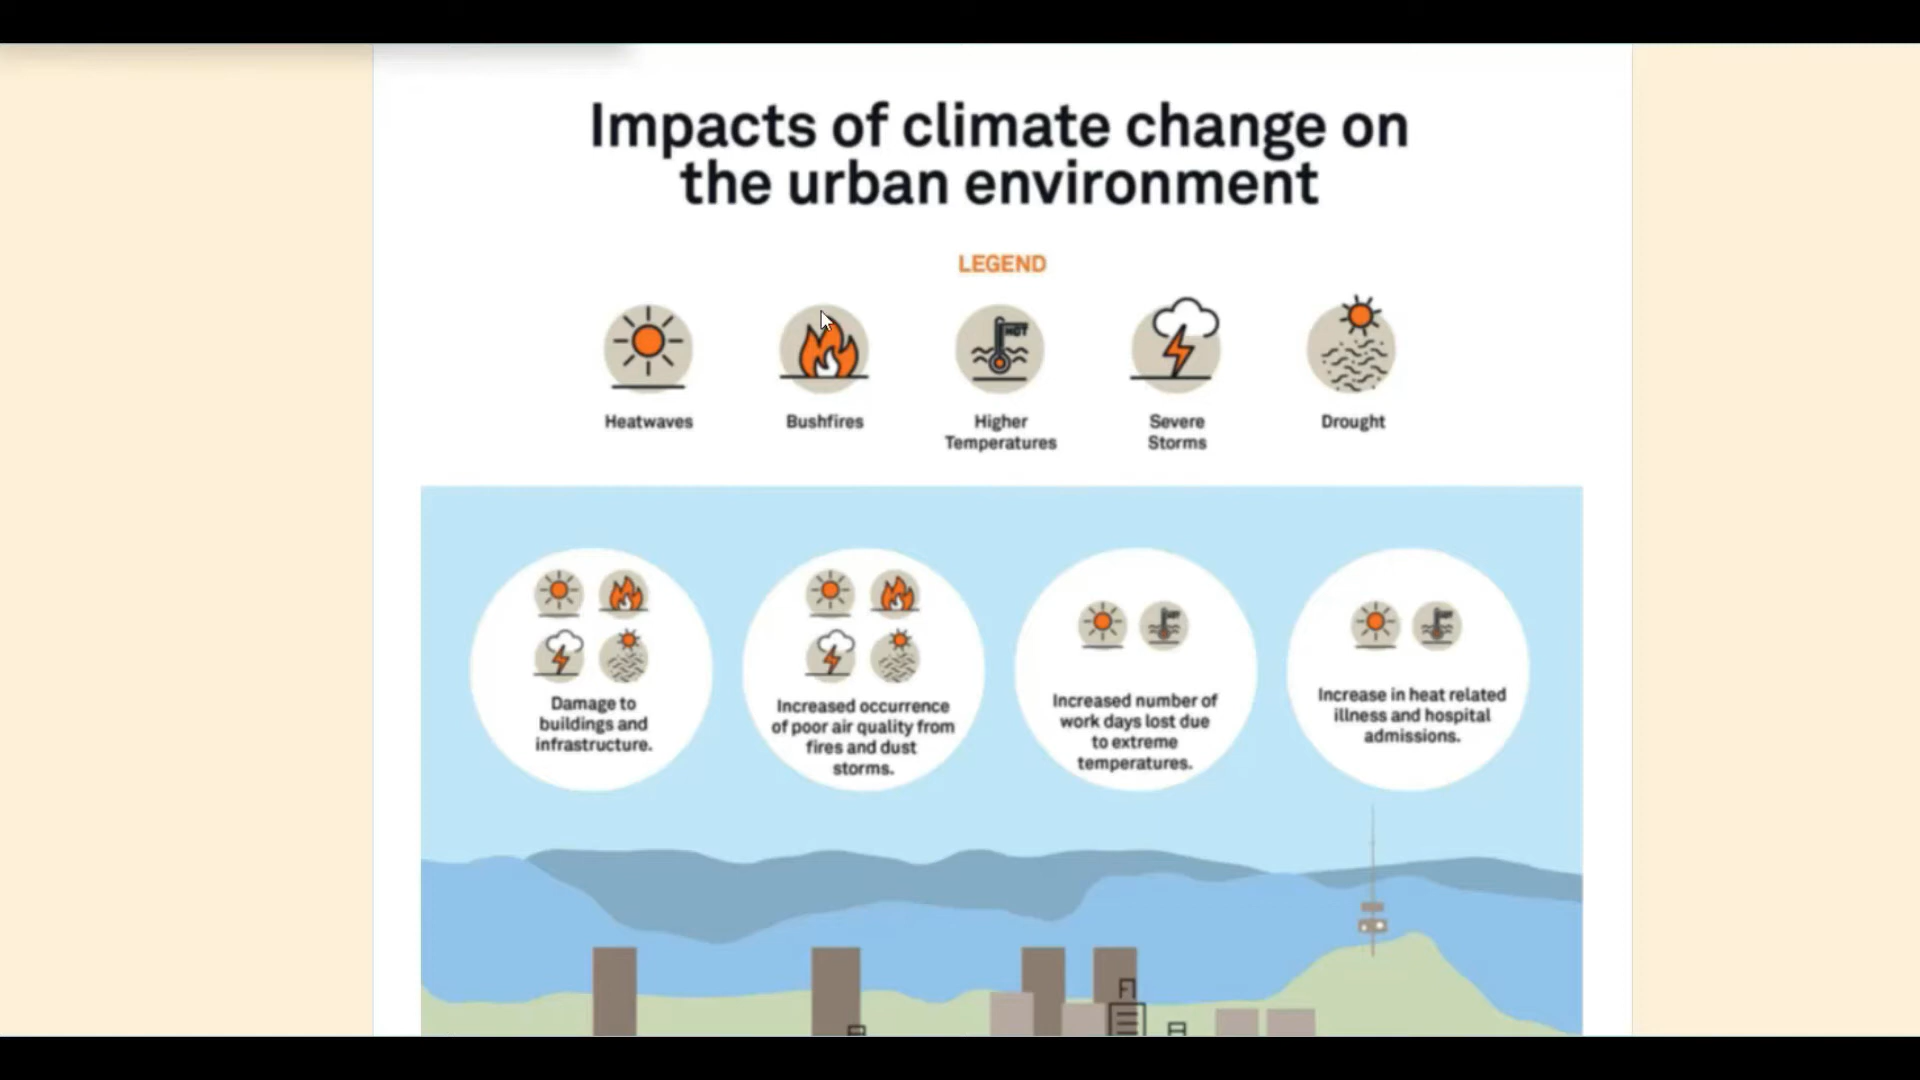 Impacts of climate change on
the urban environment
LEGEND
HOT
Heatwaves
Bushfires
Higher
Temperatures
Severe
Storms
Drought
Damage to
buildings and
infrastructure.
Increased occurrence
of poor air quality from
fires and dust
storms.
Increased number of
work days lost due
to extreme
temperatures.
Increase in heat related
illness and hospital
admissions.